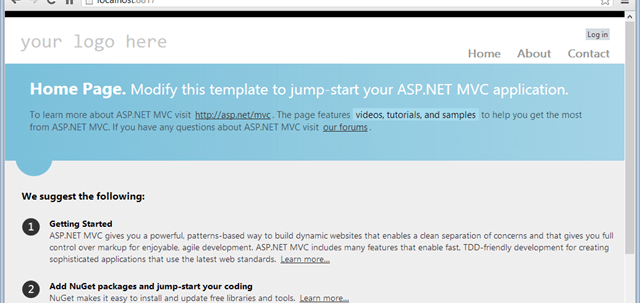 localhost:8817
your logo here
Log in
Home About Contact
Home Page. Modify this template to jump-start your ASP.NET MVC application.
To learn more about ASP.NET MVC visit http://asp.net/mvc. The page features videos, tutorials, and samples to help you get the most
from ASP.NET MVC. If you have any questions about ASP.NET MVC visit our forums.
We suggest the following:
1 Getting Started
ASP.NET MVC gives you a powerful, patterns-based way to build dynamic websites that enables a clean separation of concerns and that gives you full
control over markup for enjoyable, agile development. ASP.NET MVC includes many features that enable fast, TDD-friendly development for creating
sophisticated applications that use the latest web standards. Learn more...
2 Add NuGet packages and jump-start your coding
NuGet makes it easy to install and update free libraries and tools. Learn more...